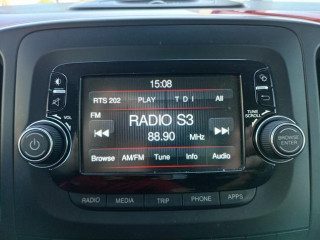 15:08
RTS 202 PLAY T D I All
FM
RADIO S3
88.90 MHz
Browse AM/FM Tune Info Audio
VOL
TUNE
SCROLL
BROWSE
ENTER
RADIO MEDIA TRIP PHONE APPS